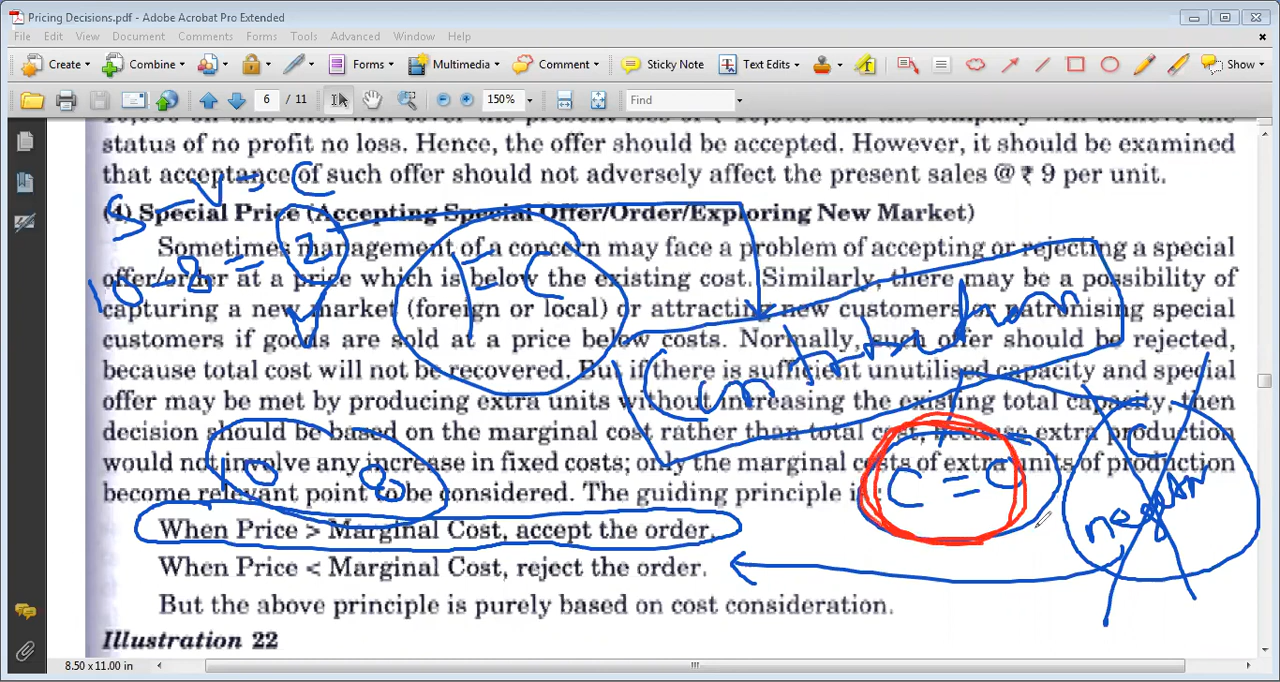 Pricing Decisions.pdf - Adobe Acrobat Pro Extended
File Edit View Document Comments Forms Tools Advanced Window Help
Create Combine Forms Multimedia Comment Sticky Note Text Edits Show
6 / 11 150% Find
status of no profit no loss. Hence, the offer should be accepted. However, it should be examined
that acceptance of such offer should not adversely affect the present sales @ ₹ 9 per unit.
S - V = C
(4) Special Price (Accepting Special Offer/Order/Exploring New Market)
Sometimes management of a concern may face a problem of accepting or rejecting a special
10 - 8 = 2
1 = C
offer/order at a price which is below the existing cost. Similarly, there may be a possibility of
capturing a new market (foreign or local) or attracting new customers or patronising special
customers if goods are sold at a price below costs. Normally, such offer should be rejected,
Contribution
because total cost will not be recovered. But if there is sufficient unutilised capacity and special
offer may be met by producing extra units without increasing the existing total capacity, then
decision should be based on the marginal cost rather than total cost, because extra production
would not involve any increase in fixed costs; only the marginal costs of extra units of production
C = 0
become relevant point to be considered. The guiding principle is :
When Price > Marginal Cost, accept the order.
When Price < Marginal Cost, reject the order.
But the above principle is purely based on cost consideration.
Illustration 22
8.50 x 11.00 in